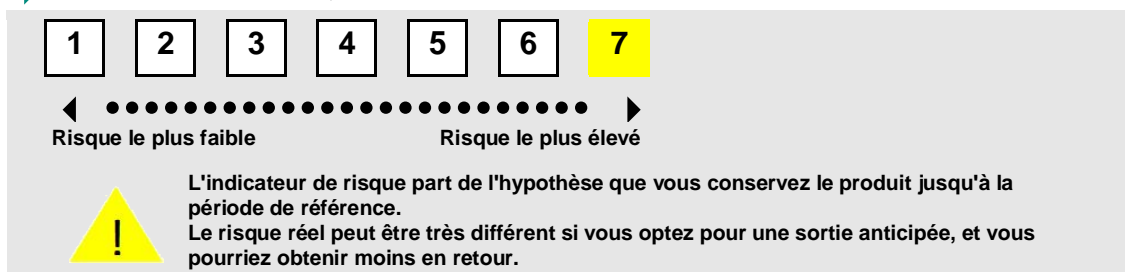 1 2 3 4 5 6 7
Risque le plus faible Risque le plus élevé
L'indicateur de risque part de l'hypothèse que vous conservez le produit jusqu'à la
période de référence.
! Le risque réel peut être très différent si vous optez pour une sortie anticipée, et vous
pourriez obtenir moins en retour.